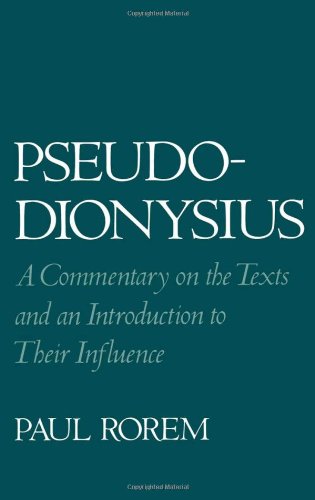 PSEUDO-
DIONYSIUS
A Commentary on the Texts
and an Introduction to
Their Influence
PAUL ROREM